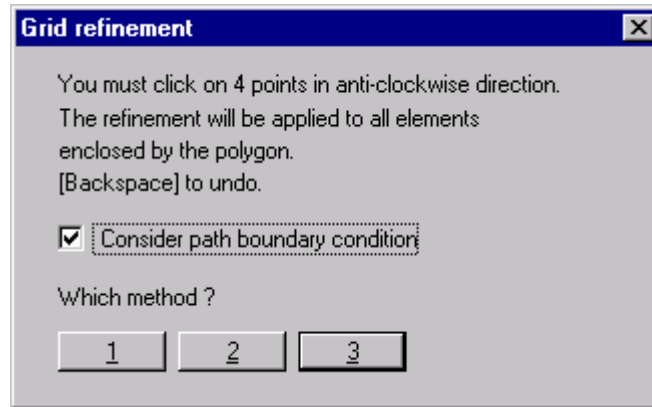 Grid refinement
You must click on 4 points in anti-clockwise direction.
The refinement will be applied to all elements
enclosed by the polygon.
[Backspace] to undo.
Consider path boundary condition
Which method ?
1 2 3